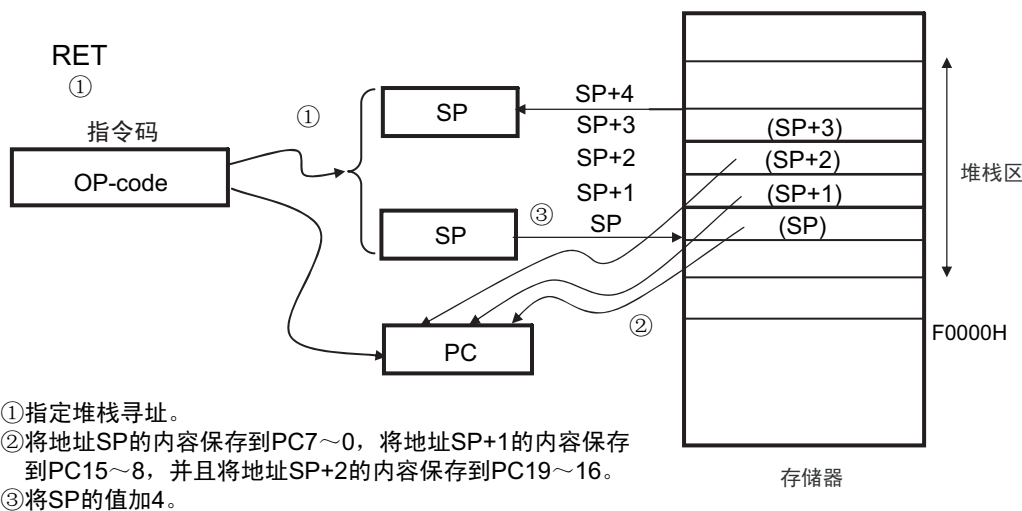 RET
①
指令码
OP-code
①
SP
SP
PC
SP+4
SP+3
SP+2
SP+1
③
SP
②
(SP+3)
(SP+2)
(SP+1)
(SP)
堆栈区
F0000H
存储器
①指定堆栈寻址。
②将地址SP的内容保存到PC7～0，将地址SP+1的内容保存
到PC15～8，并且将地址SP+2的内容保存到PC19～16。
③将SP的值加4。